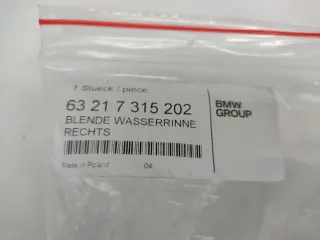 1 Stueck / piece
63 21 7 315 202
BLENDE WASSERRINNE
RECHTS
BMW
GROUP
Made in Poland 04